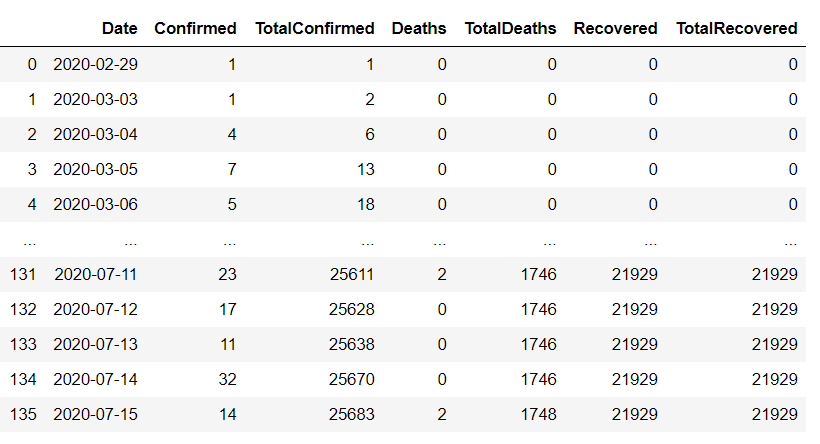 Date Confirmed TotalConfirmed Deaths TotalDeaths Recovered TotalRecovered
0 2020-02-29 1 1 0 0 0 0
1 2020-03-03 1 2 0 0 0 0
2 2020-03-04 4 6 0 0 0 0
3 2020-03-05 7 13 0 0 0 0
4 2020-03-06 5 18 0 0 0 0
... ... ... ... ... ... ... ...
131 2020-07-11 23 25611 2 1746 21929 21929
132 2020-07-12 17 25628 0 1746 21929 21929
133 2020-07-13 11 25638 0 1746 21929 21929
134 2020-07-14 32 25670 0 1746 21929 21929
135 2020-07-15 14 25683 2 1748 21929 21929